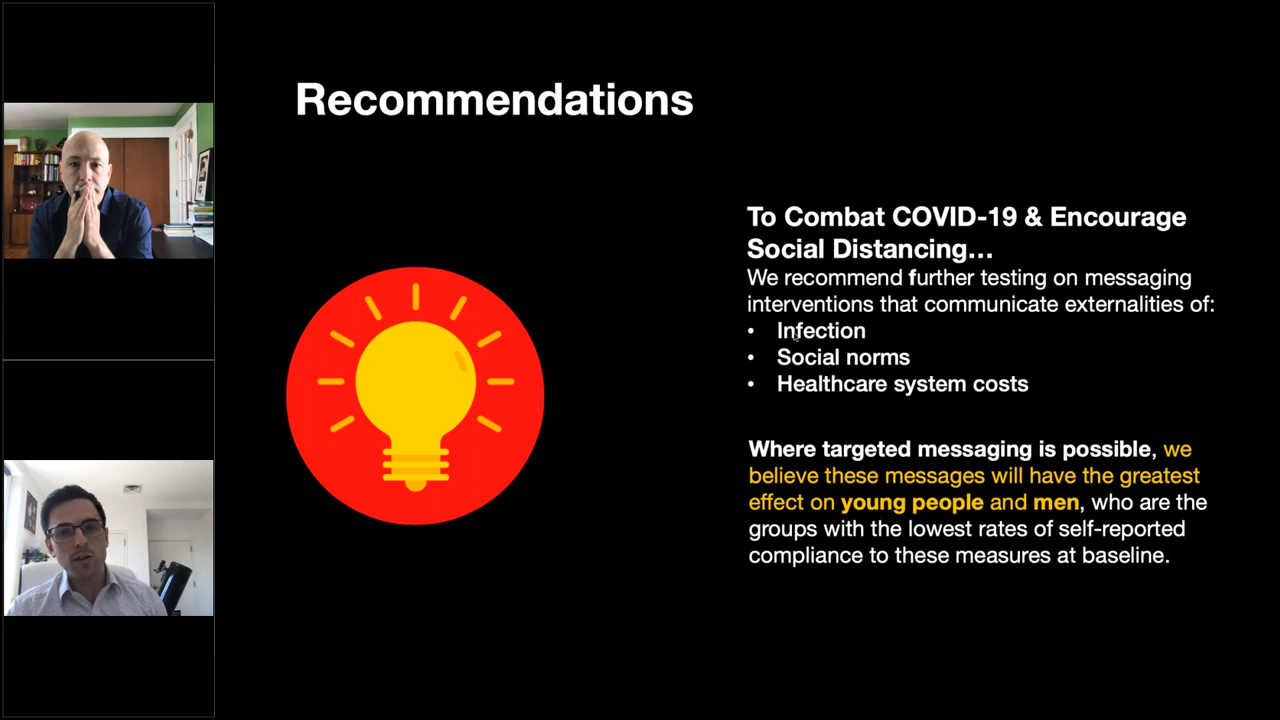 Recommendations
To Combat COVID-19 & Encourage
Social Distancing...
We recommend further testing on messaging
interventions that communicate externalities of:
• Infection
• Social norms
• Healthcare system costs
Where targeted messaging is possible, we
believe these messages will have the greatest
effect on young people and men, who are the
groups with the lowest rates of self-reported
compliance to these measures at baseline.